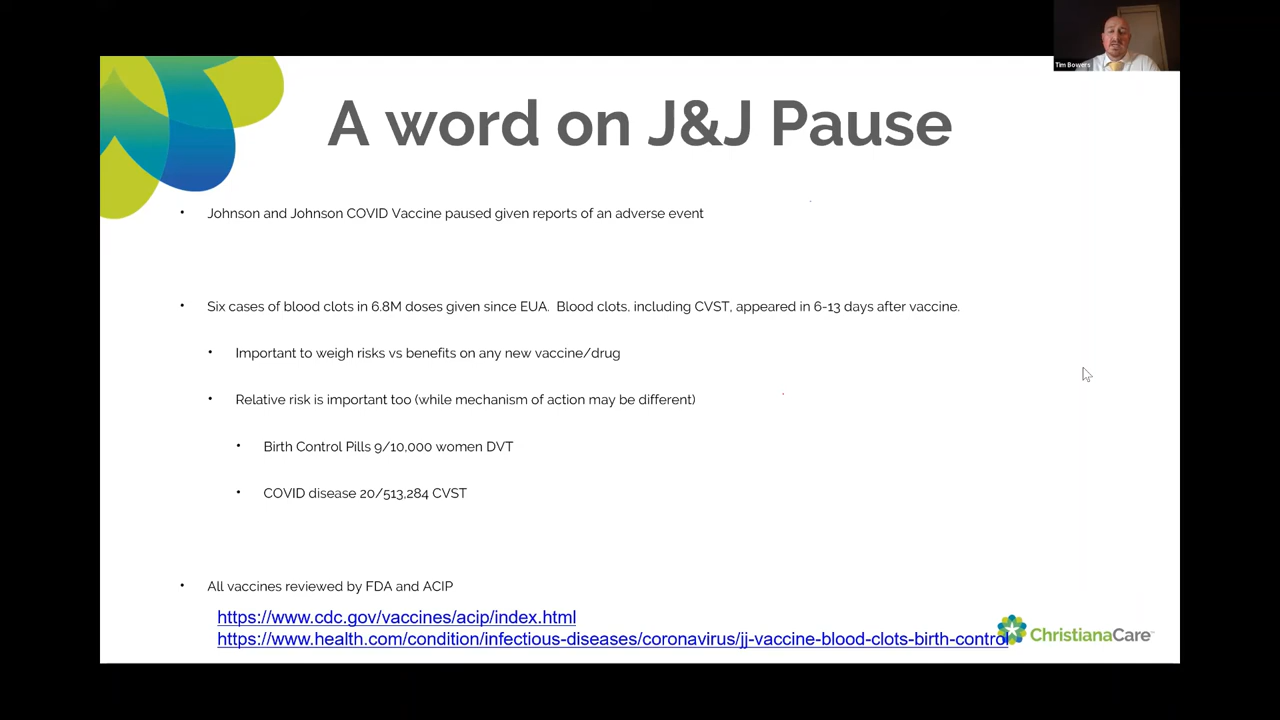 Tim Bowers
A word on J&J Pause
• Johnson and Johnson COVID Vaccine paused given reports of an adverse event
• Six cases of blood clots in 6.8M doses given since EUA. Blood clots, including CVST, appeared in 6-13 days after vaccine.
• Important to weigh risks vs benefits on any new vaccine/drug
• Relative risk is important too (while mechanism of action may be different)
• Birth Control Pills 9/10,000 women DVT
• COVID disease 20/513,284 CVST
• All vaccines reviewed by FDA and ACIP
https://www.cdc.gov/vaccines/acip/index.html
https://www.health.com/condition/infectious-diseases/coronavirus/jj-vaccine-blood-clots-birth-control
ChristianaCare